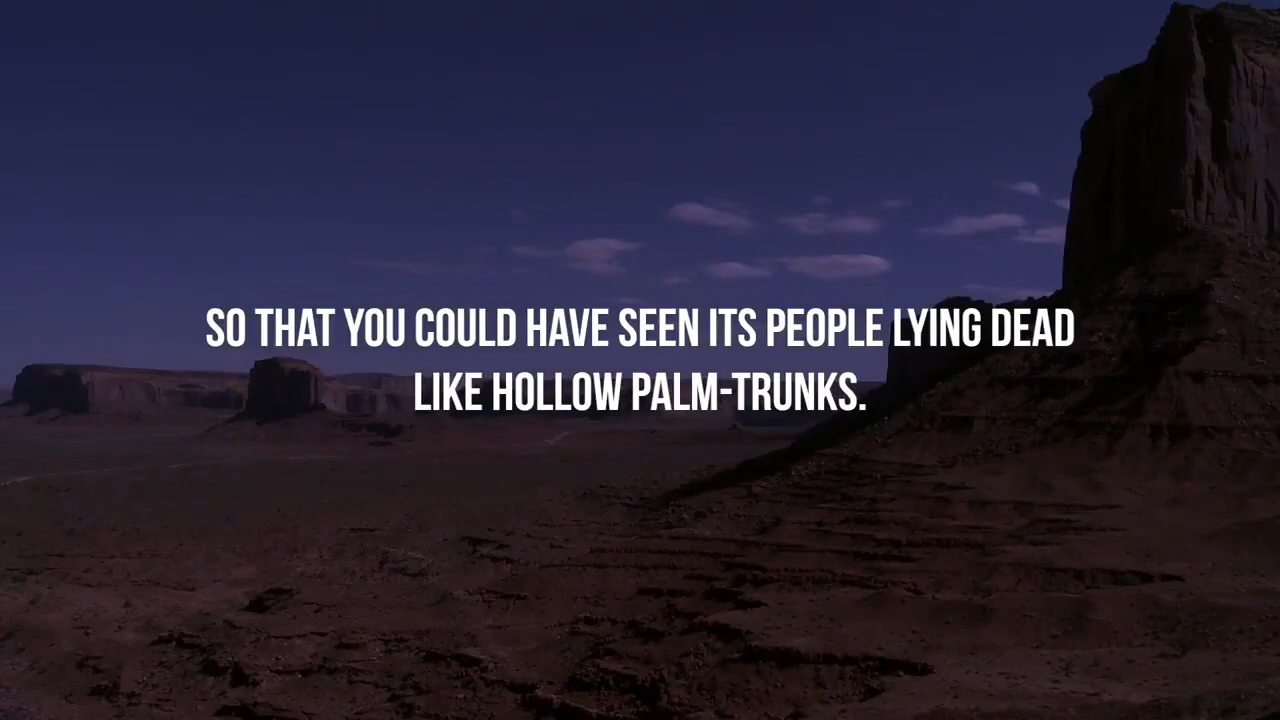 SO THAT YOU COULD HAVE SEEN ITS PEOPLE LYING DEAD
LIKE HOLLOW PALM-TRUNKS.